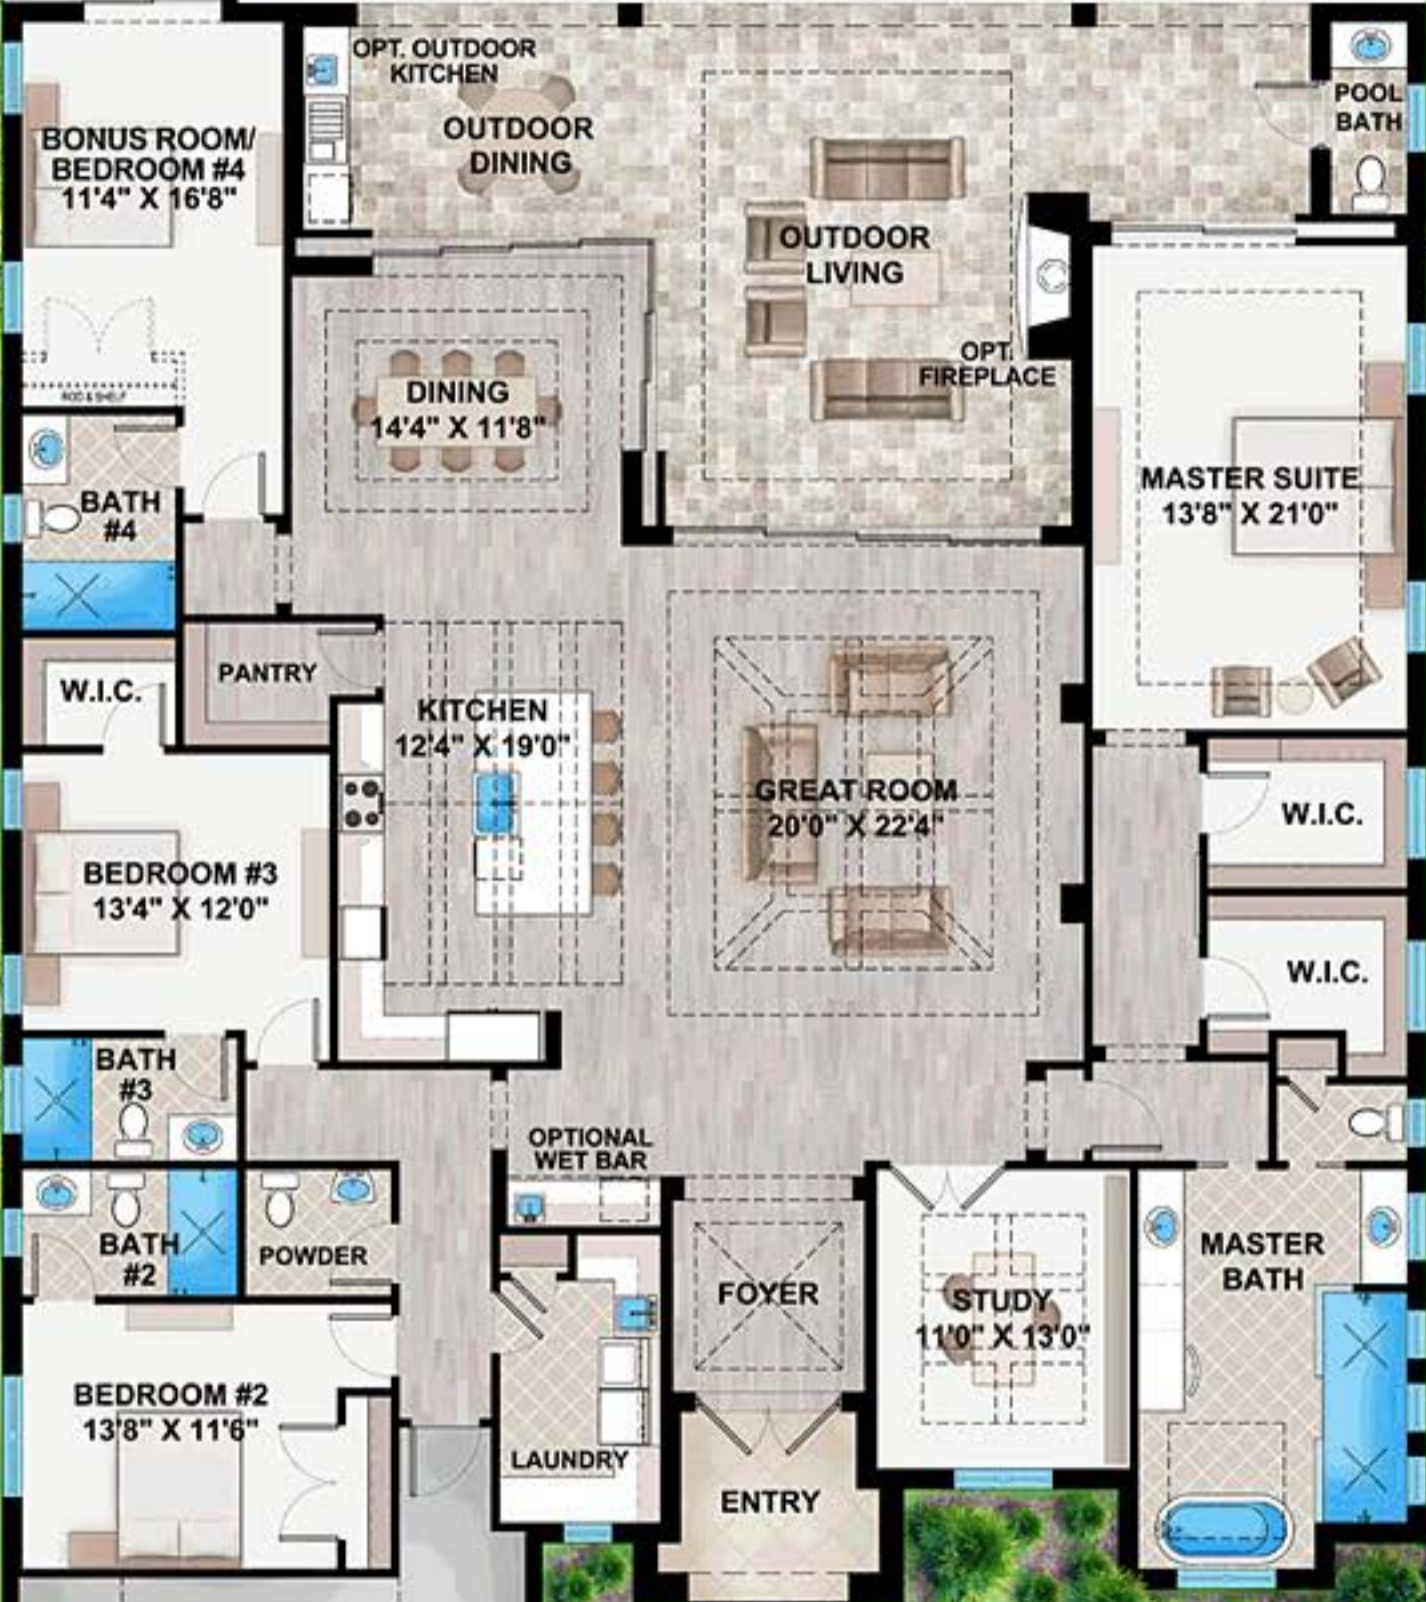 OPT. OUTDOOR
KITCHEN
OUTDOOR
DINING
POOL
BATH
BONUS ROOM/
BEDROOM #4
11'4" X 16'8"
OUTDOOR
LIVING
OPT.
FIREPLACE
DINING
14'4" X 11'8"
ROD & SHELF
BATH
#4
MASTER SUITE
13'8" X 21'0"
W.I.C.
PANTRY
KITCHEN
12'4" X 19'0"
GREAT ROOM
20'0" X 22'4"
W.I.C.
BEDROOM #3
13'4" X 12'0"
W.I.C.
BATH
#3
OPTIONAL
WET BAR
BATH
#2
POWDER
FOYER
STUDY
11'0" X 13'0"
MASTER
BATH
BEDROOM #2
13'8" X 11'6"
LAUNDRY
ENTRY